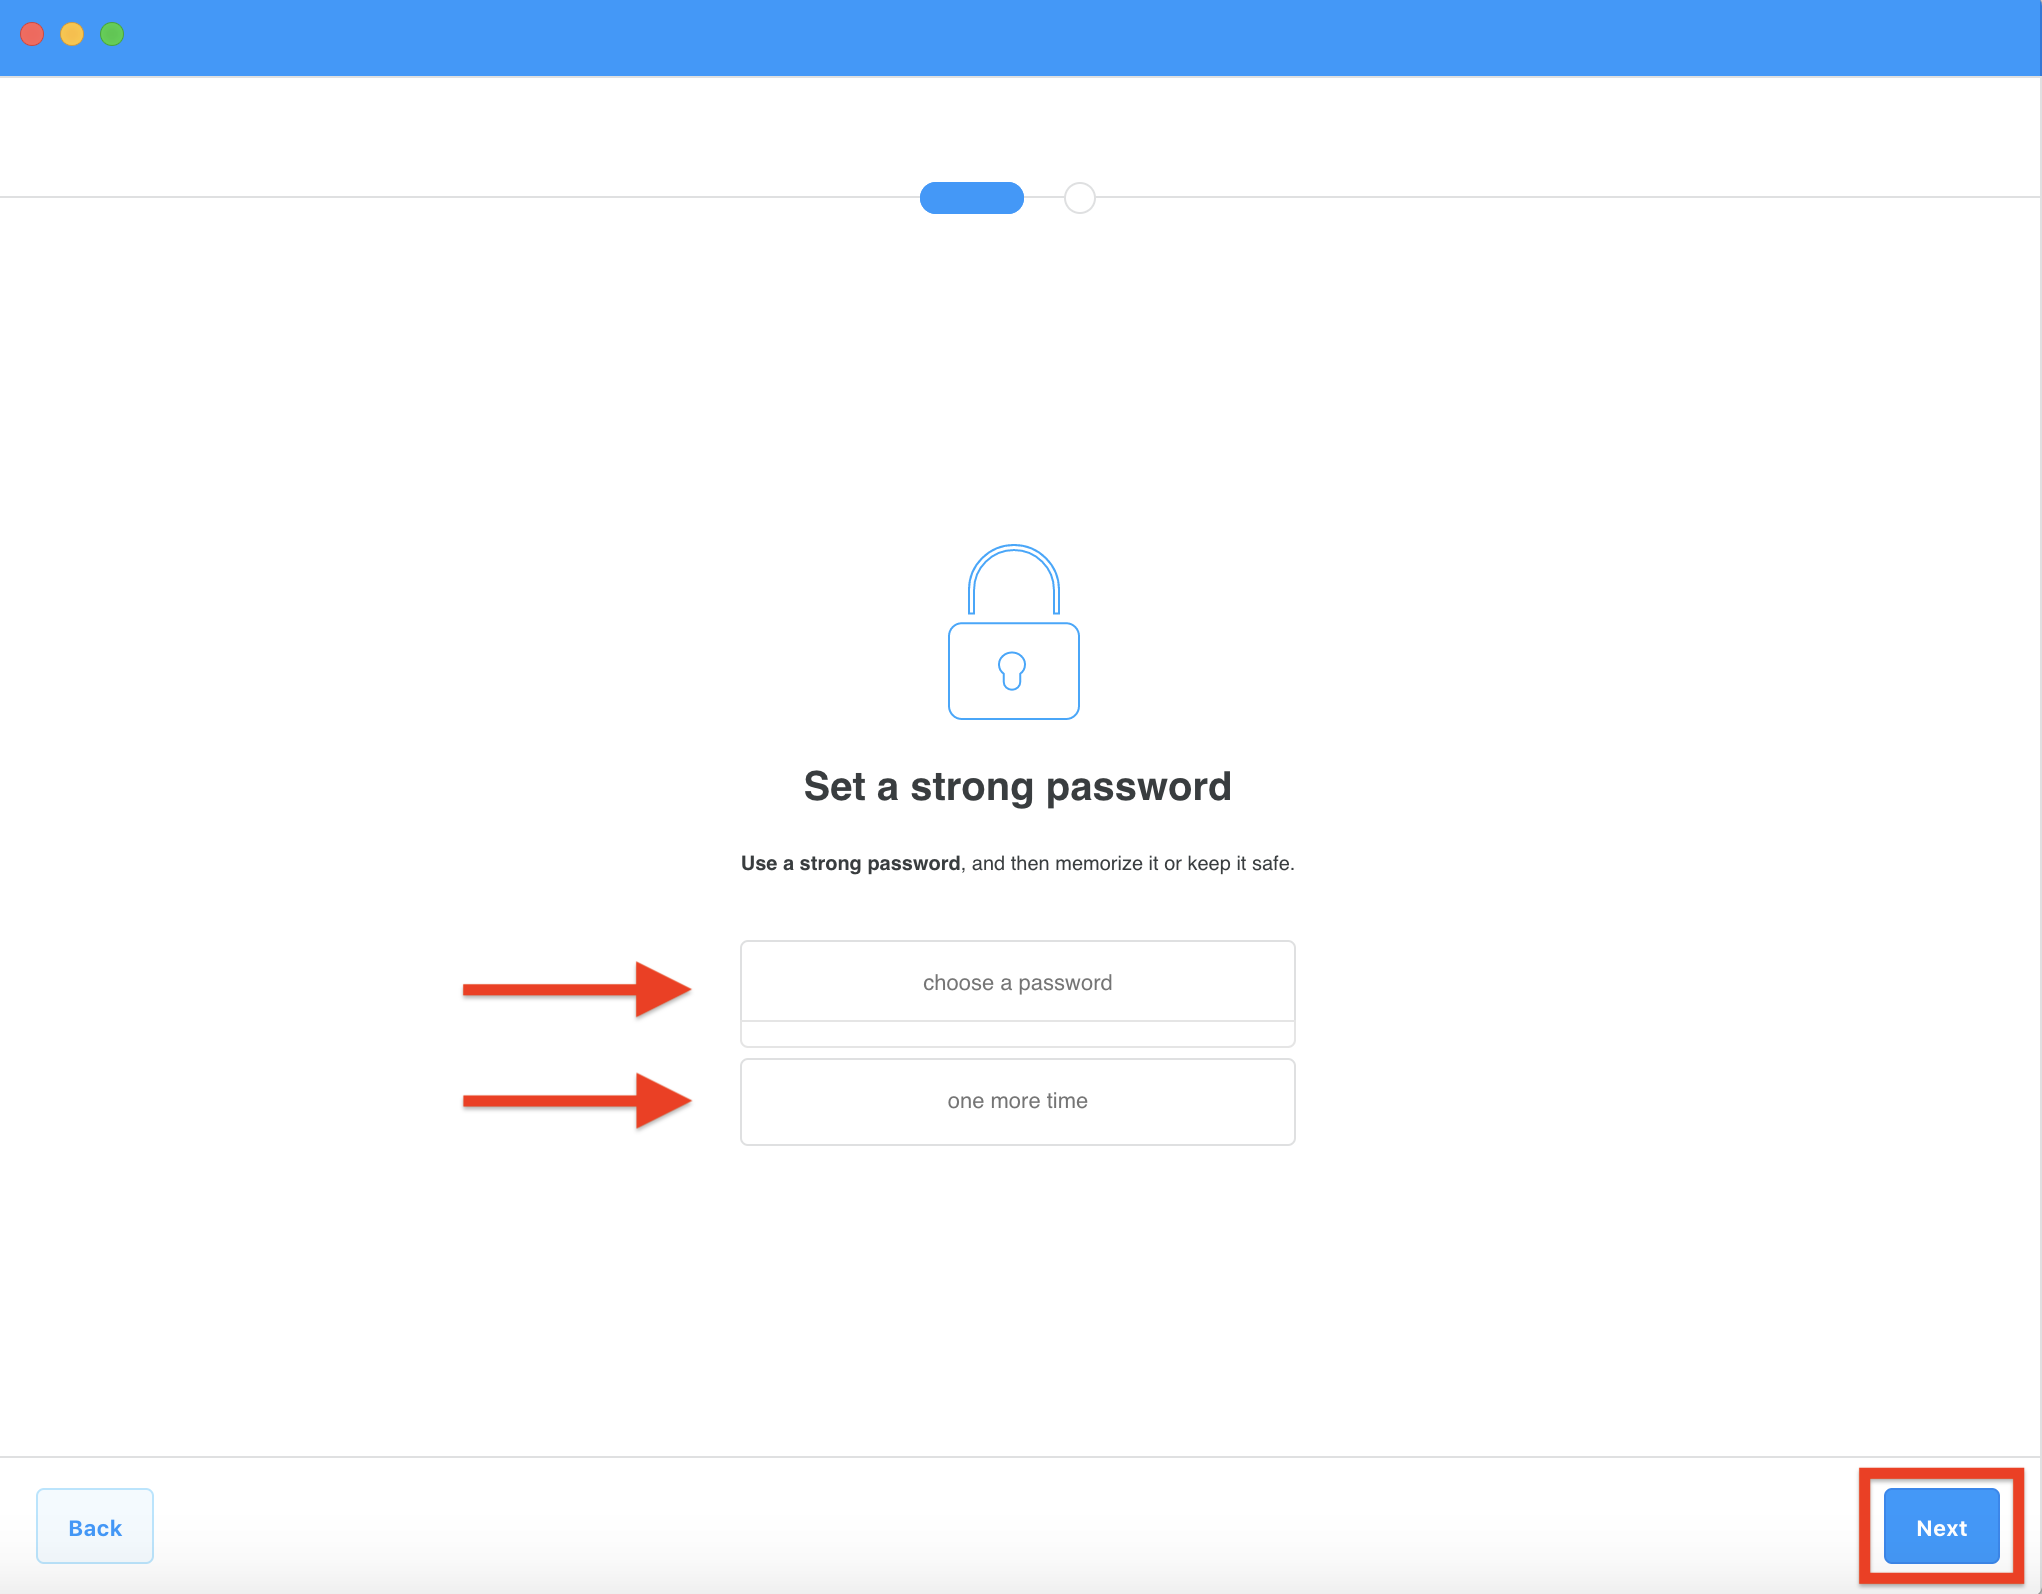 Set a strong password
Use a strong password, and then memorize it or keep it safe.
choose a password
one more time
Back
Next